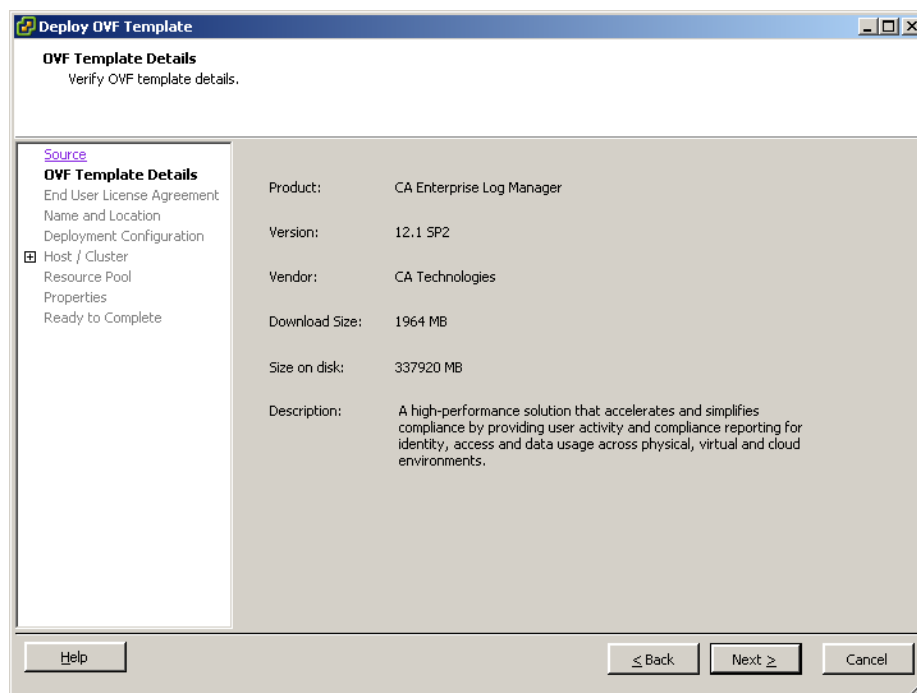 Deploy OVF Template
OVF Template Details
Verify OVF template details.
Source
OVF Template Details
End User License Agreement
Name and Location
Deployment Configuration
Host / Cluster
Resource Pool
Properties
Ready to Complete
Product: CA Enterprise Log Manager
Version: 12.1 SP2
Vendor: CA Technologies
Download Size: 1964 MB
Size on disk: 337920 MB
Description: A high-performance solution that accelerates and simplifies
compliance by providing user activity and compliance reporting for
identity, access and data usage across physical, virtual and cloud
environments.
Help
< Back
Next >
Cancel